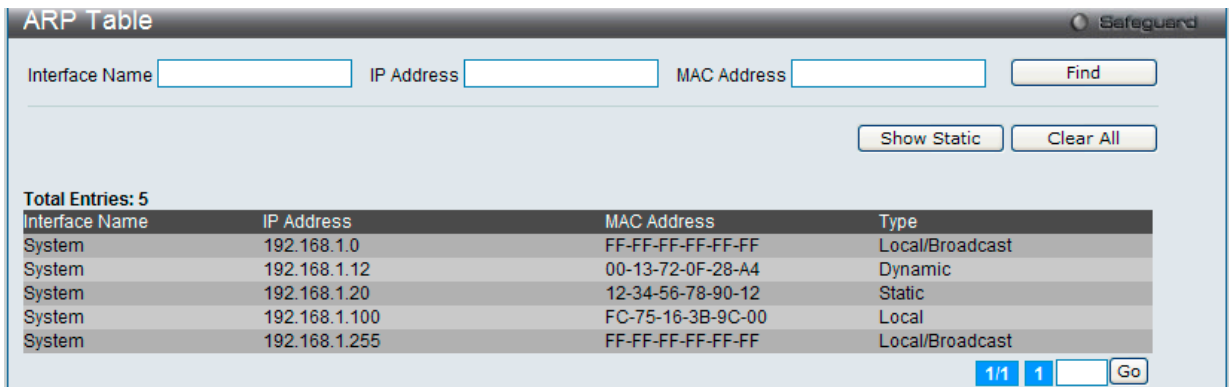 ARP Table Safeguard
Interface Name IP Address MAC Address Find
Show Static Clear All
Total Entries: 5
Interface Name IP Address MAC Address Type
System 192.168.1.0 FF-FF-FF-FF-FF-FF Local/Broadcast
System 192.168.1.12 00-13-72-0F-28-A4 Dynamic
System 192.168.1.20 12-34-56-78-90-12 Static
System 192.168.1.100 FC-75-16-3B-9C-00 Local
System 192.168.1.255 FF-FF-FF-FF-FF-FF Local/Broadcast
1/1 1 Go